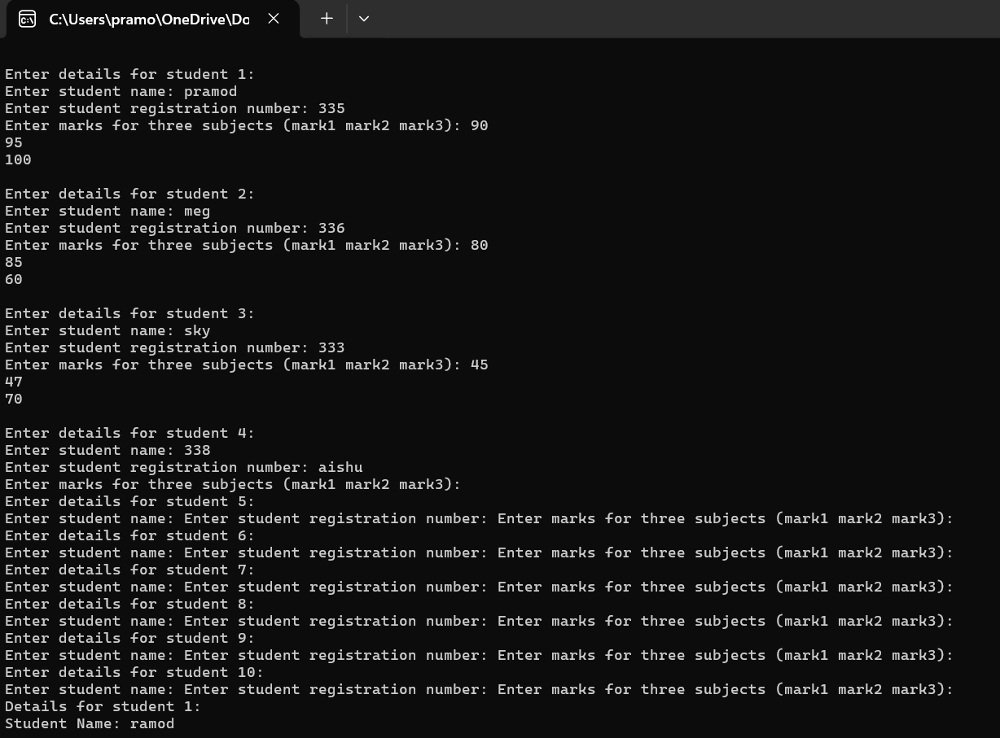 C:\Users\pramo\OneDrive\Do
Enter details for student 1:
Enter student name: pramod
Enter student registration number: 335
Enter marks for three subjects (mark1 mark2 mark3): 90
95
100
Enter details for student 2:
Enter student name: meg
Enter student registration number: 336
Enter marks for three subjects (mark1 mark2 mark3): 80
85
60
Enter details for student 3:
Enter student name: sky
Enter student registration number: 333
Enter marks for three subjects (mark1 mark2 mark3): 45
47
70
Enter details for student 4:
Enter student name: 338
Enter student registration number: aishu
Enter marks for three subjects (mark1 mark2 mark3):
Enter details for student 5:
Enter student name: Enter student registration number: Enter marks for three subjects (mark1 mark2 mark3):
Enter details for student 6:
Enter student name: Enter student registration number: Enter marks for three subjects (mark1 mark2 mark3):
Enter details for student 7:
Enter student name: Enter student registration number: Enter marks for three subjects (mark1 mark2 mark3):
Enter details for student 8:
Enter student name: Enter student registration number: Enter marks for three subjects (mark1 mark2 mark3):
Enter details for student 9:
Enter student name: Enter student registration number: Enter marks for three subjects (mark1 mark2 mark3):
Enter details for student 10:
Enter student name: Enter student registration number: Enter marks for three subjects (mark1 mark2 mark3):
Details for student 1:
Student Name: ramod